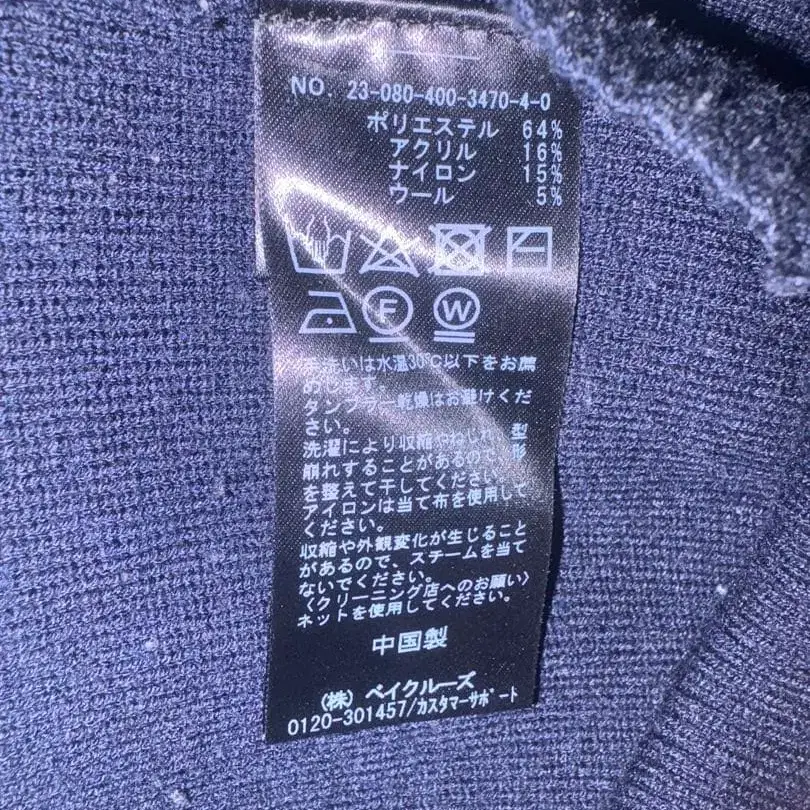 NO. 23-080-400-3470-4-0
ポリエステル 64%
アクリル 16%
ナイロン 15%
ウール 5%
F W
手洗いは水温30℃以下をお薦
めします。
タンブラー乾燥はお避けくだ
さい。
洗濯により収縮やねじれ、型
崩れすることがあるので、形
を整えて干してください。
アイロンは当て布を使用して
ください。
収縮や外観変化が生じること
があるので、スチームを当て
ないでください。
〈クリーニング店へのお願い〉
ネットを使用してください。
中国製
(株) ベイクルーズ
0120-301457/カスタマーサポート